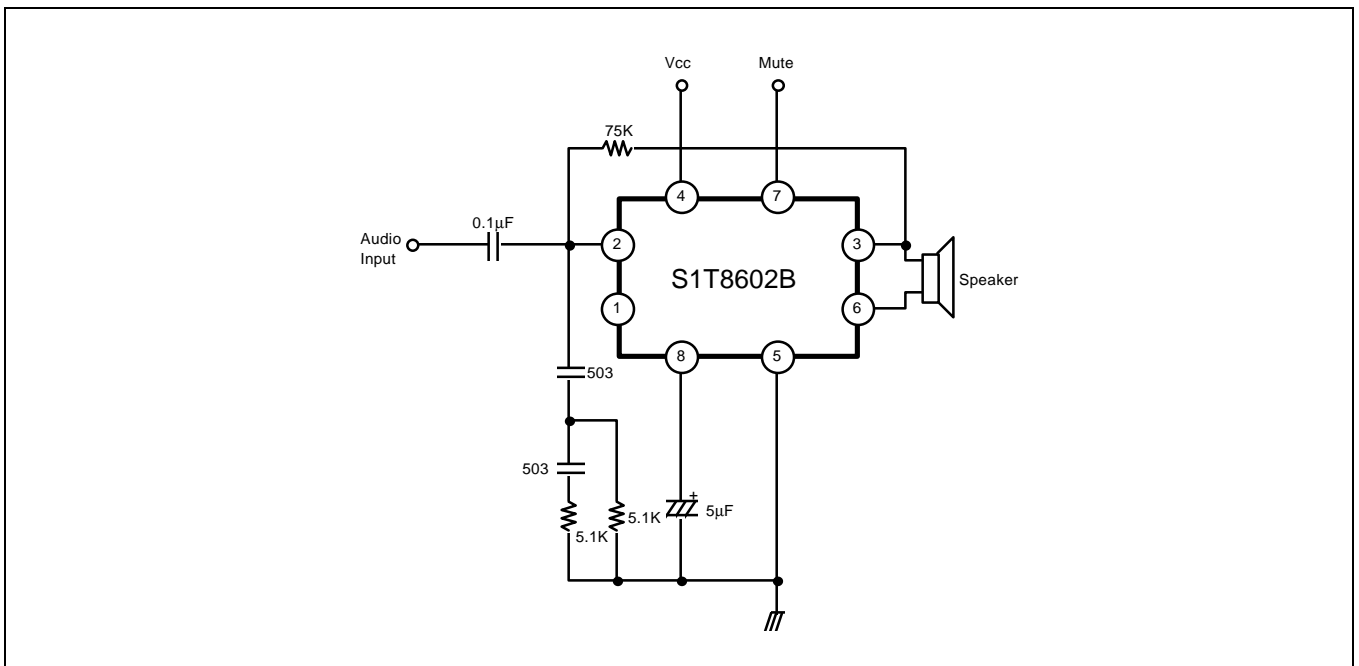 Vcc
Mute
75K
4
7
0.1μF
Audio
Input
2
3
S1T8602B
Speaker
1
6
8
5
503
503
+
5.1K
5μF
5.1K